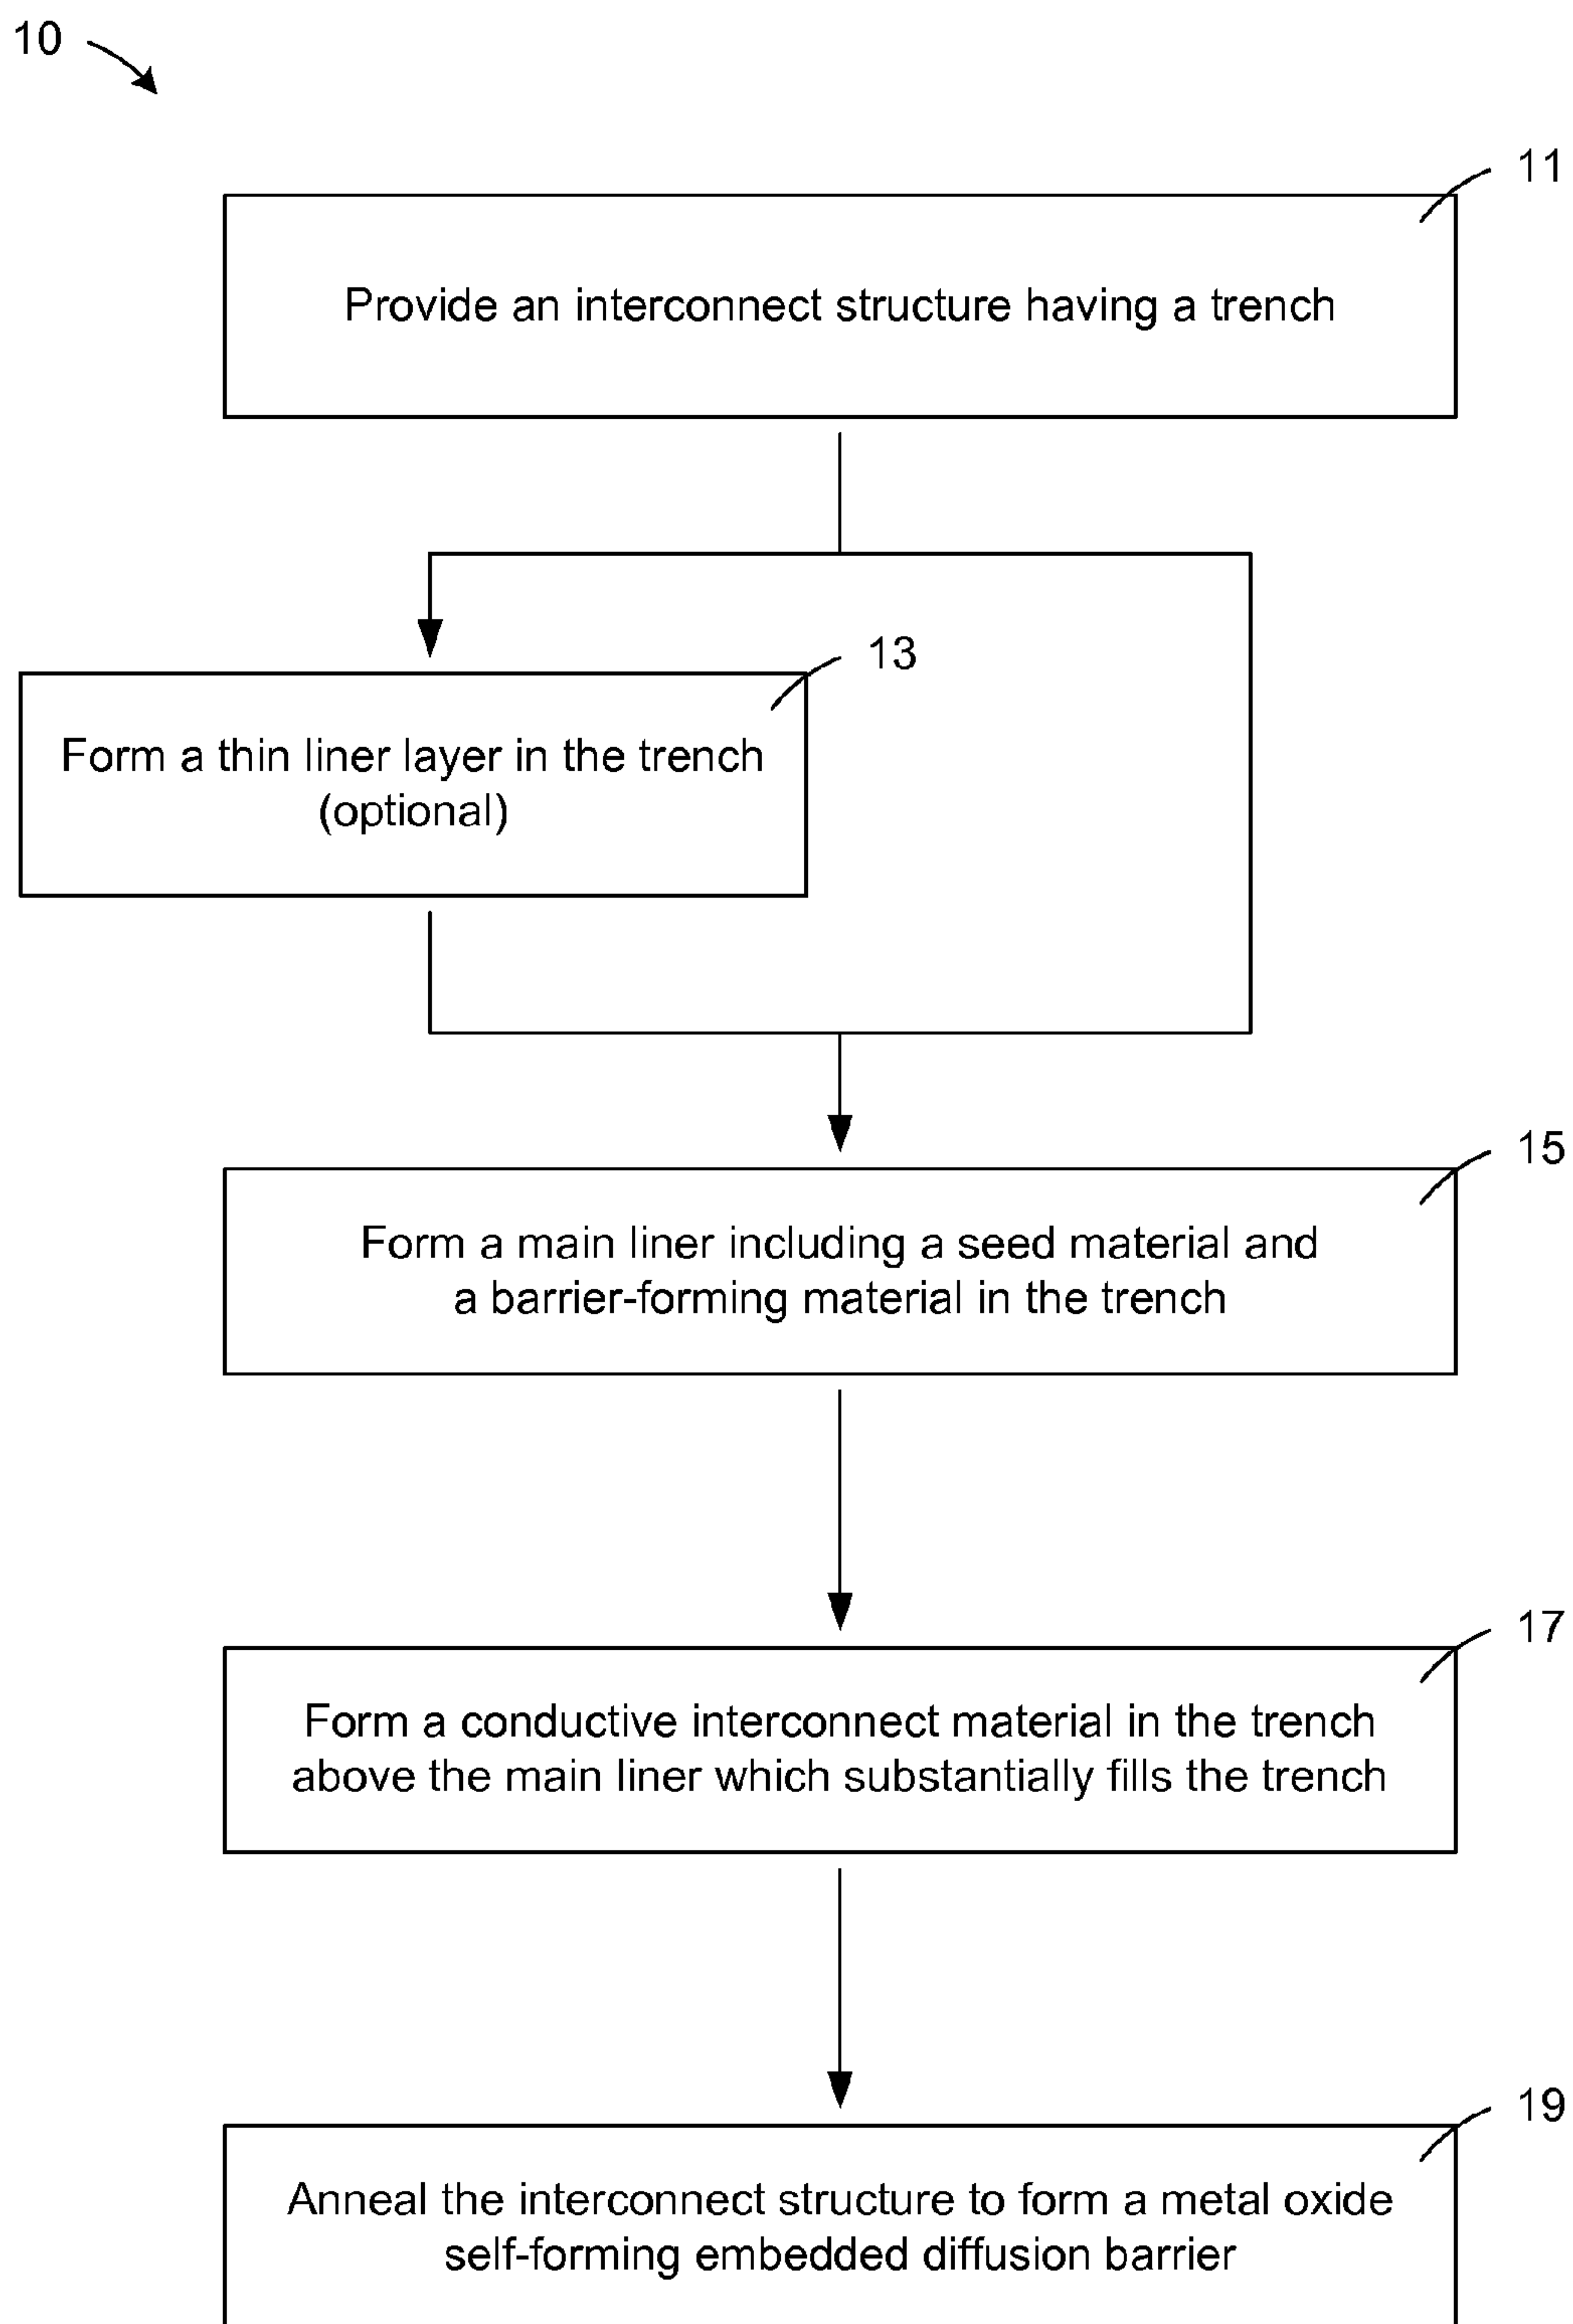 10
11
Provide an interconnect structure having a trench
13
Form a thin liner layer in the trench
(optional)
15
Form a main liner including a seed material and
a barrier-forming material in the trench
17
Form a conductive interconnect material in the trench
above the main liner which substantially fills the trench
19
Anneal the interconnect structure to form a metal oxide
self-forming embedded diffusion barrier